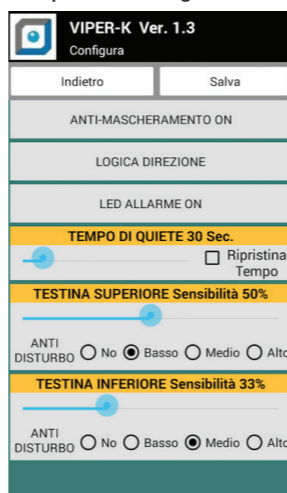 VIPER-K Ver. 1.3
Configura
Indietro Salva
ANTI-MASCHERAMENTO ON
LOGICA DIREZIONE
LED ALLARME ON
TEMPO DI QUIETE 30 Sec.
Ripristina
Tempo
TESTINA SUPERIORE Sensibilità 50%
ANTI
DISTURBO No Basso Medio Alto
TESTINA INFERIORE Sensibilità 33%
ANTI
DISTURBO No Basso Medio Alto